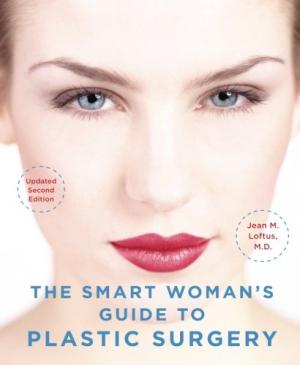 Updated
Second
Edition
Jean M.
Loftus,
M.D.
THE SMART WOMAN'S
GUIDE TO
PLASTIC SURGERY